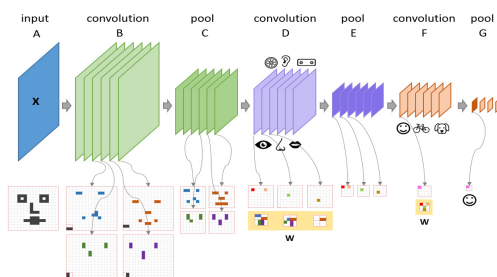 input convolution pool convolution pool convolution pool
A B C D E F G
X
W W